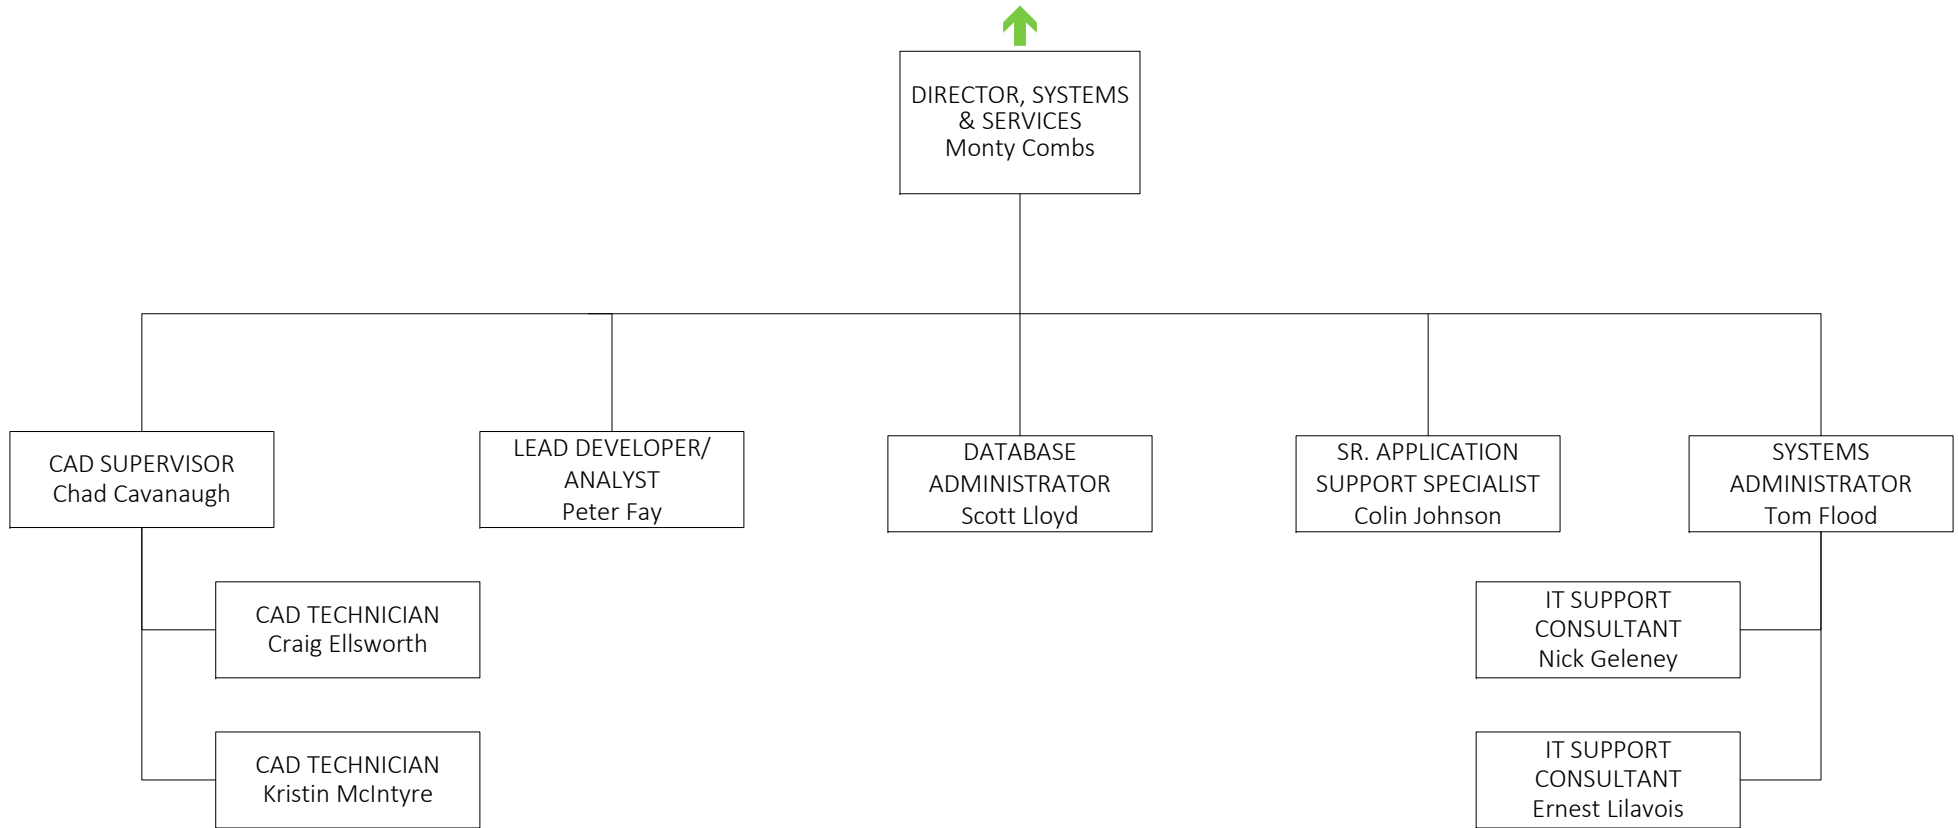 DIRECTOR, SYSTEMS
& SERVICES
Monty Combs
CAD SUPERVISOR
Chad Cavanaugh
LEAD DEVELOPER/
ANALYST
Peter Fay
DATABASE
ADMINISTRATOR
Scott Lloyd
SR. APPLICATION
SUPPORT SPECIALIST
Colin Johnson
SYSTEMS
ADMINISTRATOR
Tom Flood
CAD TECHNICIAN
Craig Ellsworth
IT SUPPORT
CONSULTANT
Nick Geleney
CAD TECHNICIAN
Kristin McIntyre
IT SUPPORT
CONSULTANT
Ernest Lilavois